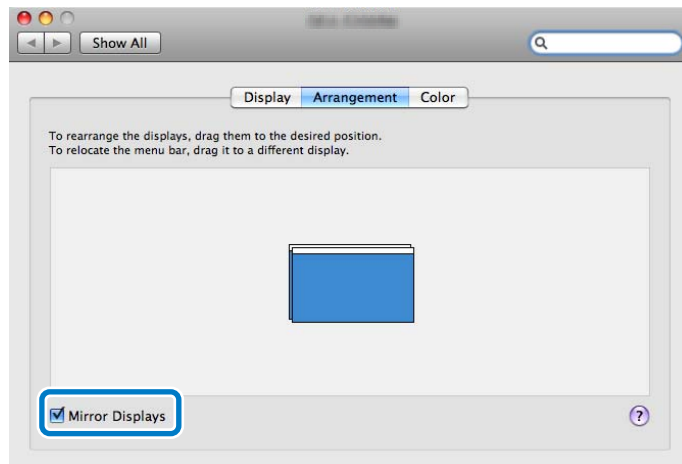 Show All
Display Arrangement Color
To rearrange the displays, drag them to the desired position.
To relocate the menu bar, drag it to a different display.
Mirror Displays
?